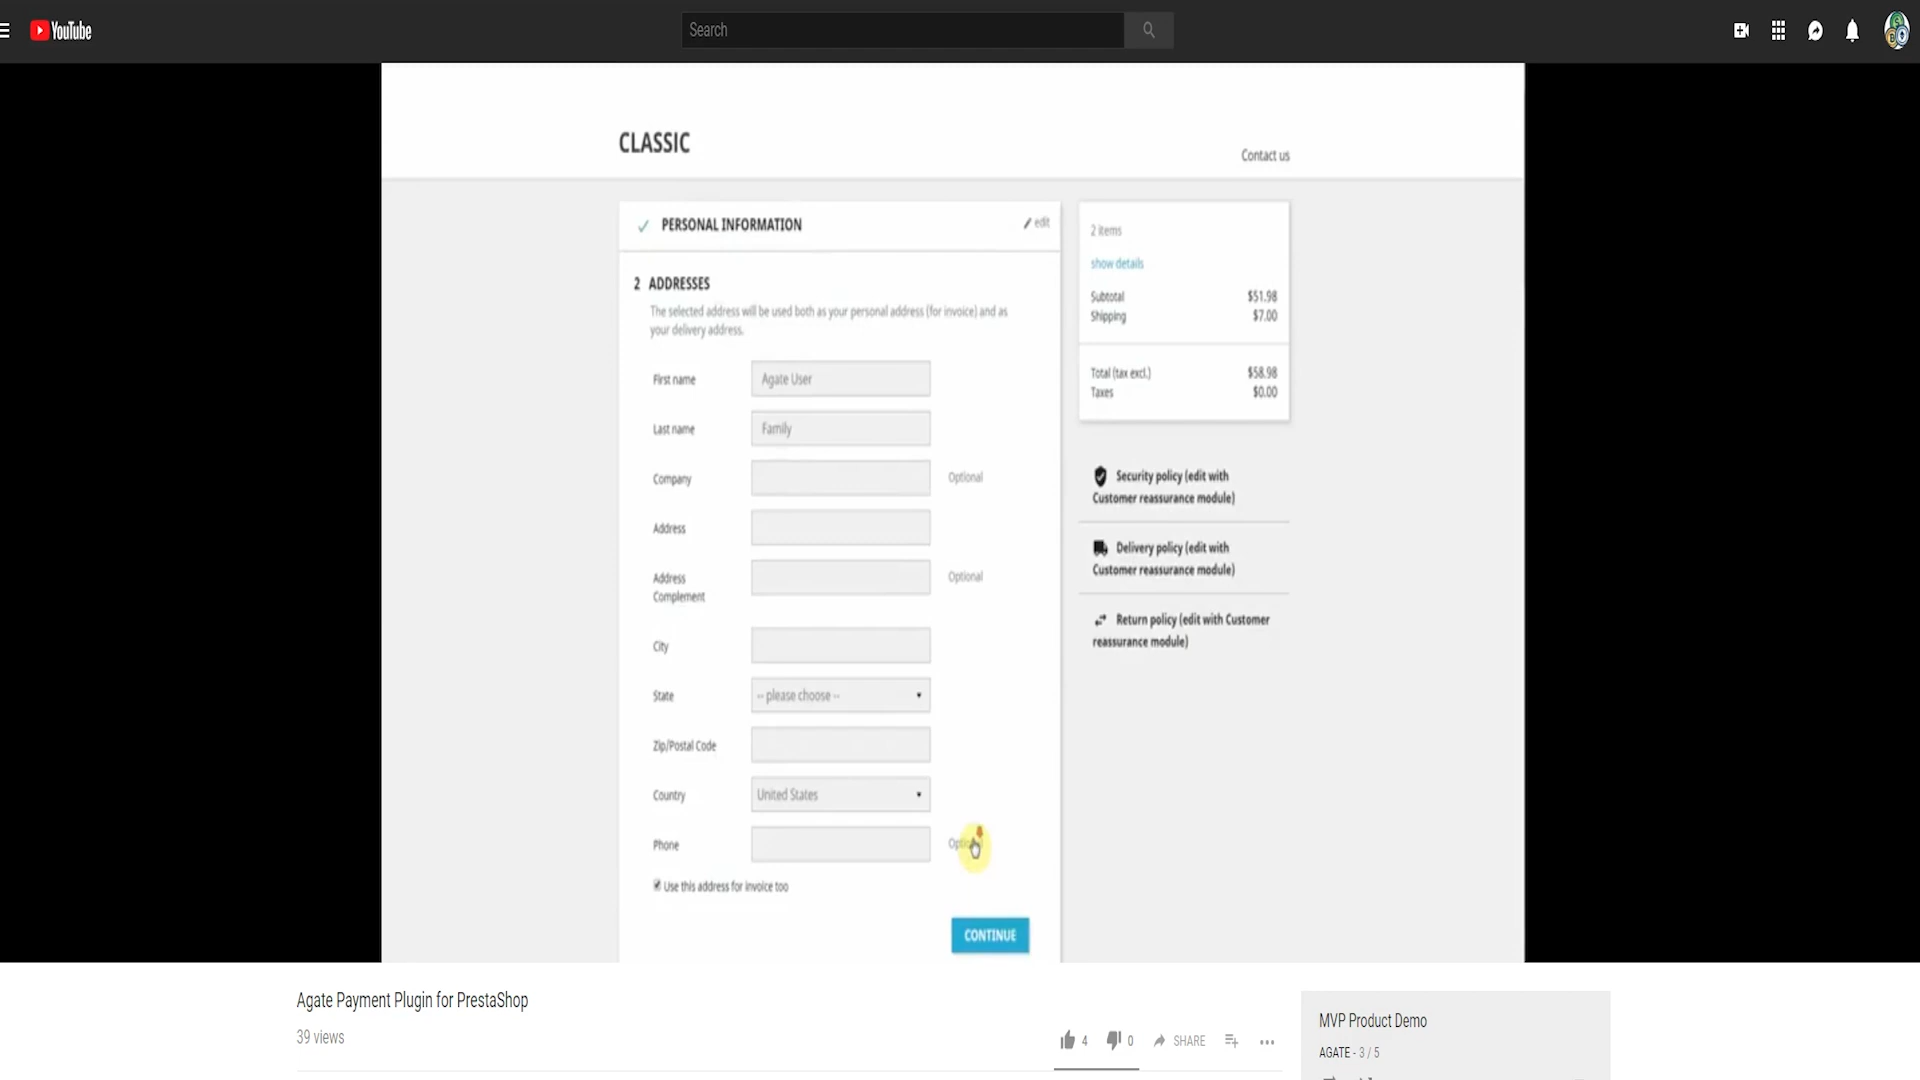 YouTube
Search
CLASSIC
Contact us
PERSONAL INFORMATION
edit
2 ADDRESSES
The selected address will be used both as your personal address (for invoice) and as
your delivery address.
First name
Agate User
Last name
Family
Company
Optional
Address
Address
Complement
Optional
City
State
-- please choose --
Zip/Postal Code
Country
United States
Phone
Use this address for invoice too
CONTINUE
2 items
show details
Subtotal
$51.98
Shipping
$7.00
Total (tax excl.)
$58.98
Taxes
$0.00
Security policy (edit with
Customer reassurance module)
Delivery policy (edit with
Customer reassurance module)
Return policy (edit with Customer
reassurance module)
Agate Payment Plugin for PrestaShop
39 views
4
0
SHARE
MVP Product Demo
AGATE - 3 / 5